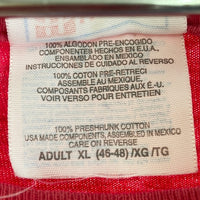 100% ALGODON PRE-ENCOGIDO
COMPONENTES HECHOS EN E.U.A.,
ENSEMBLADO EN MEXICO
INSTRUCCIONES DE CUIDADO AL REVERSO
100% COTON PRE-RETRECI
ASSEMBLE AU MEXIQUE,
COMPOSANTS FABRIQUES AUX É.-U.
VOIR VERSO POUR ENTRETIEN
100% PRESHRUNK COTTON
USA MADE COMPONENTS, ASSEMBLED IN MEXICO
CARE ON REVERSE
ADULT XL (46-48) /XG/TG